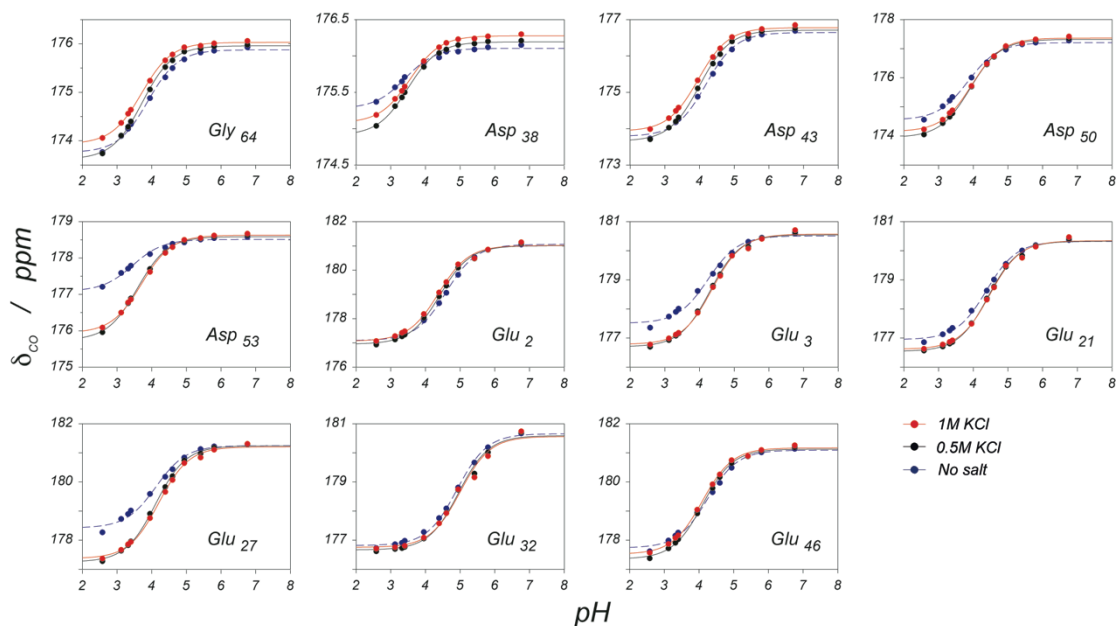 176
175
174
2 3 4 5 6 7 8
Gly 64
176.5
175.5
174.5
2 3 4 5 6 7 8
Asp 38
177
175
173
2 3 4 5 6 7 8
Asp 43
178
176
174
2 3 4 5 6 7 8
Asp 50
179
178
177
176
175
2 3 4 5 6 7 8
Asp 53
182
180
178
176
2 3 4 5 6 7 8
Glu 2
181
179
177
2 3 4 5 6 7 8
Glu 3
181
179
177
2 3 4 5 6 7 8
Glu 21
182
180
178
2 3 4 5 6 7 8
Glu 27
181
179
177
2 3 4 5 6 7 8
Glu 32
182
180
178
2 3 4 5 6 7 8
Glu 46
1M KCl
0.5M KCl
No salt
δCO / ppm
pH